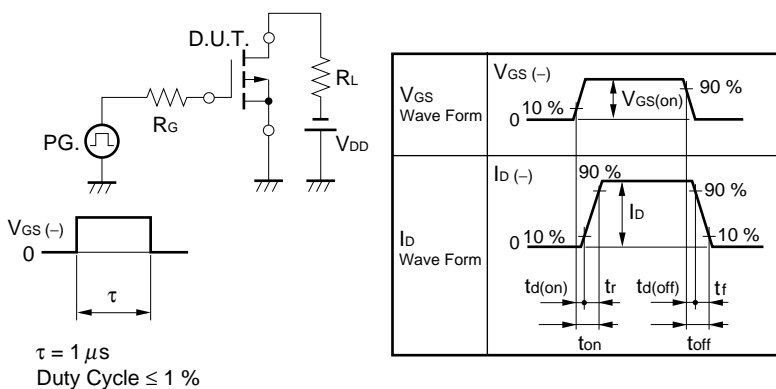 D.U.T.
RL
RG
PG.
VDD
VGS (−)
0
τ
τ = 1 μs
Duty Cycle ≤ 1 %
VGS
Wave Form
VGS (−)
10 %
0
VGS(on)
90 %
ID
Wave Form
ID (−)
90 %
90 %
ID
0 10 %
10 %
td(on)
tr
td(off)
tf
ton
toff